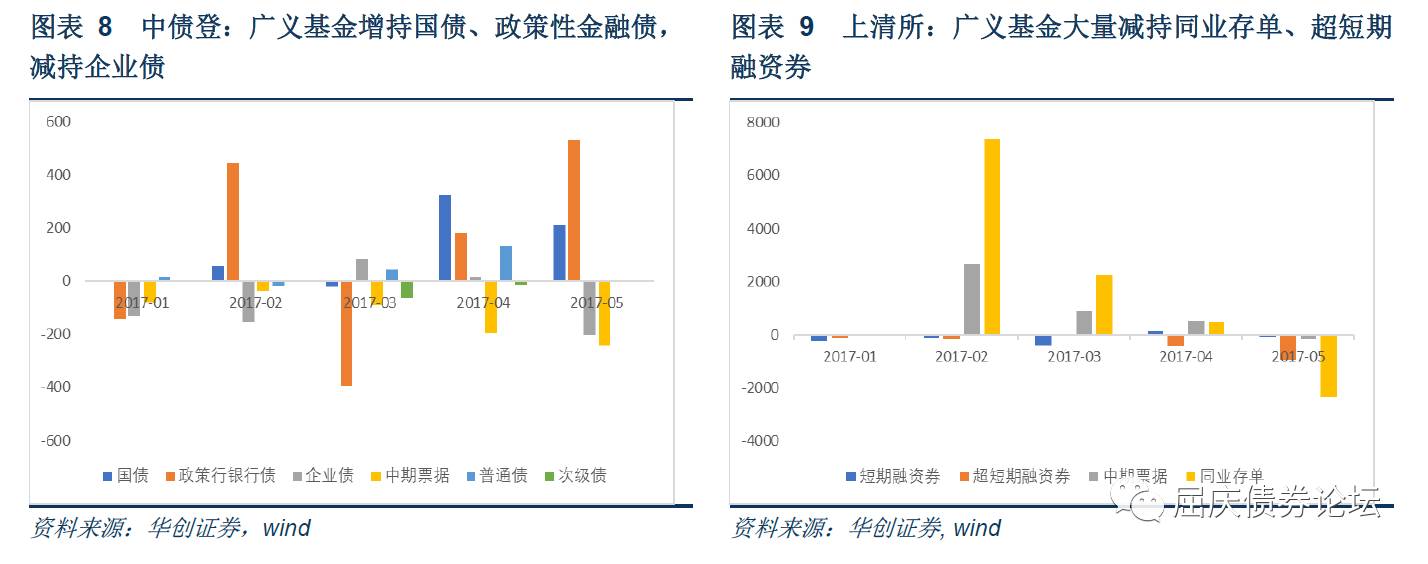 图表 8 中债登：广义基金增持国债、政策性金融债，
减持企业债
600
400
200
0
-200
-400
-600
2017-01
2017-02
2017-03
2017-04
2017-05
国债
政策行银行债
企业债
中期票据
普通债
次级债
资料来源：华创证券，wind
图表 9 上清所：广义基金大量减持同业存单、超短期
融资券
8000
6000
4000
2000
0
-2000
-4000
2017-01
2017-02
2017-03
2017-04
2017-05
短期融资券
超短期融资券
中期票据
同业存单
资料来源：华创证券, wind
屈庆债券论坛